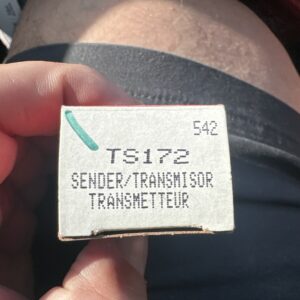 542
TS172
SENDER/TRANSMISOR
TRANSMETTEUR